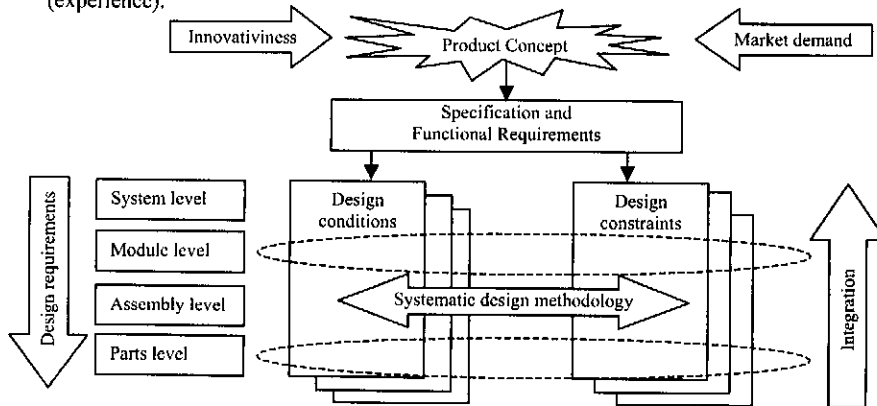 (experience).
Innovativiness
Product Concept
Market demand
Specification and
Functional Requirements
Design requirements
System level
Module level
Assembly level
Parts level
Design
conditions
Design
constraints
Systematic design methodology
Integration